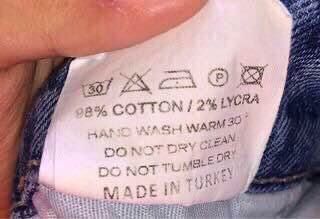 30 P
98% COTTON / 2% LYCRA
HAND WASH WARM 30°
DO NOT DRY CLEAN
DO NOT TUMBLE DRY
MADE IN TURKEY